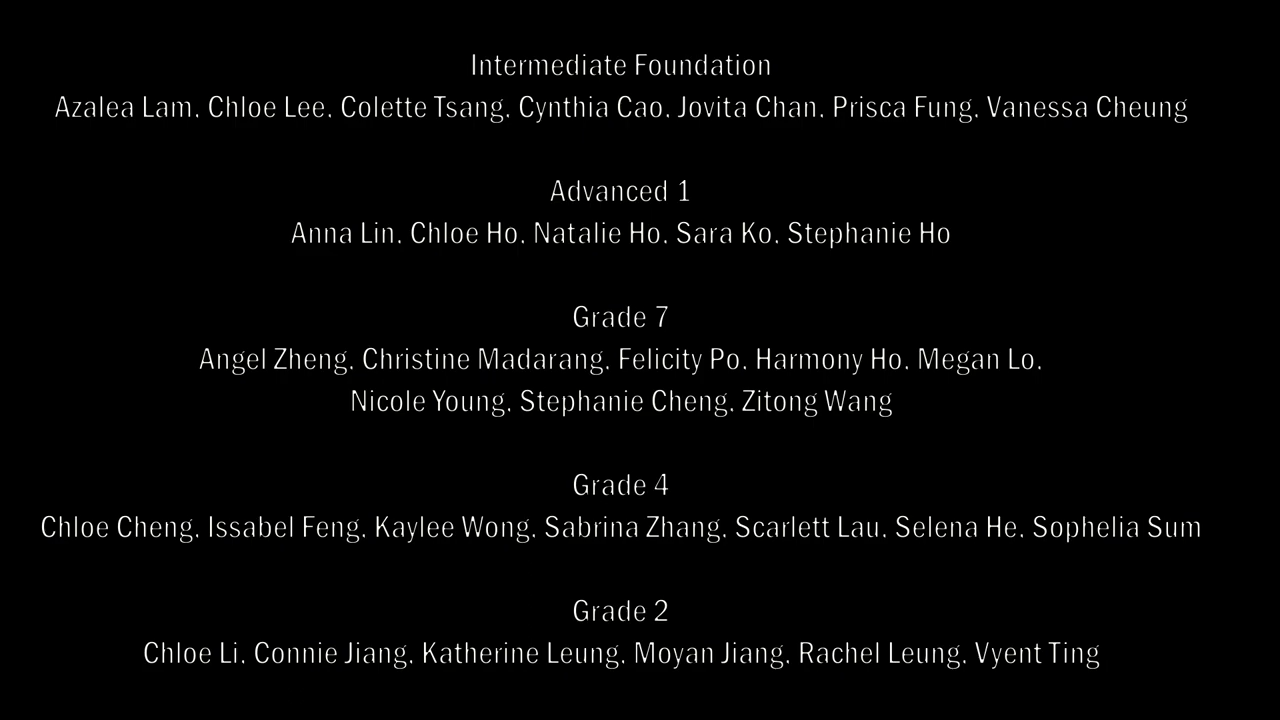 Intermediate Foundation
Azalea Lam, Chloe Lee, Colette Tsang, Cynthia Cao, Jovita Chan, Prisca Fung, Vanessa Cheung
Advanced 1
Anna Lin, Chloe Ho, Natalie Ho, Sara Ko, Stephanie Ho
Grade 7
Angel Zheng, Christine Madarang, Felicity Po, Harmony Ho, Megan Lo,
Nicole Young, Stephanie Cheng, Zitong Wang
Grade 4
Chloe Cheng, Issabel Feng, Kaylee Wong, Sabrina Zhang, Scarlett Lau, Selena He, Sophelia Sum
Grade 2
Chloe Li, Connie Jiang, Katherine Leung, Moyan Jiang, Rachel Leung, Vyent Ting